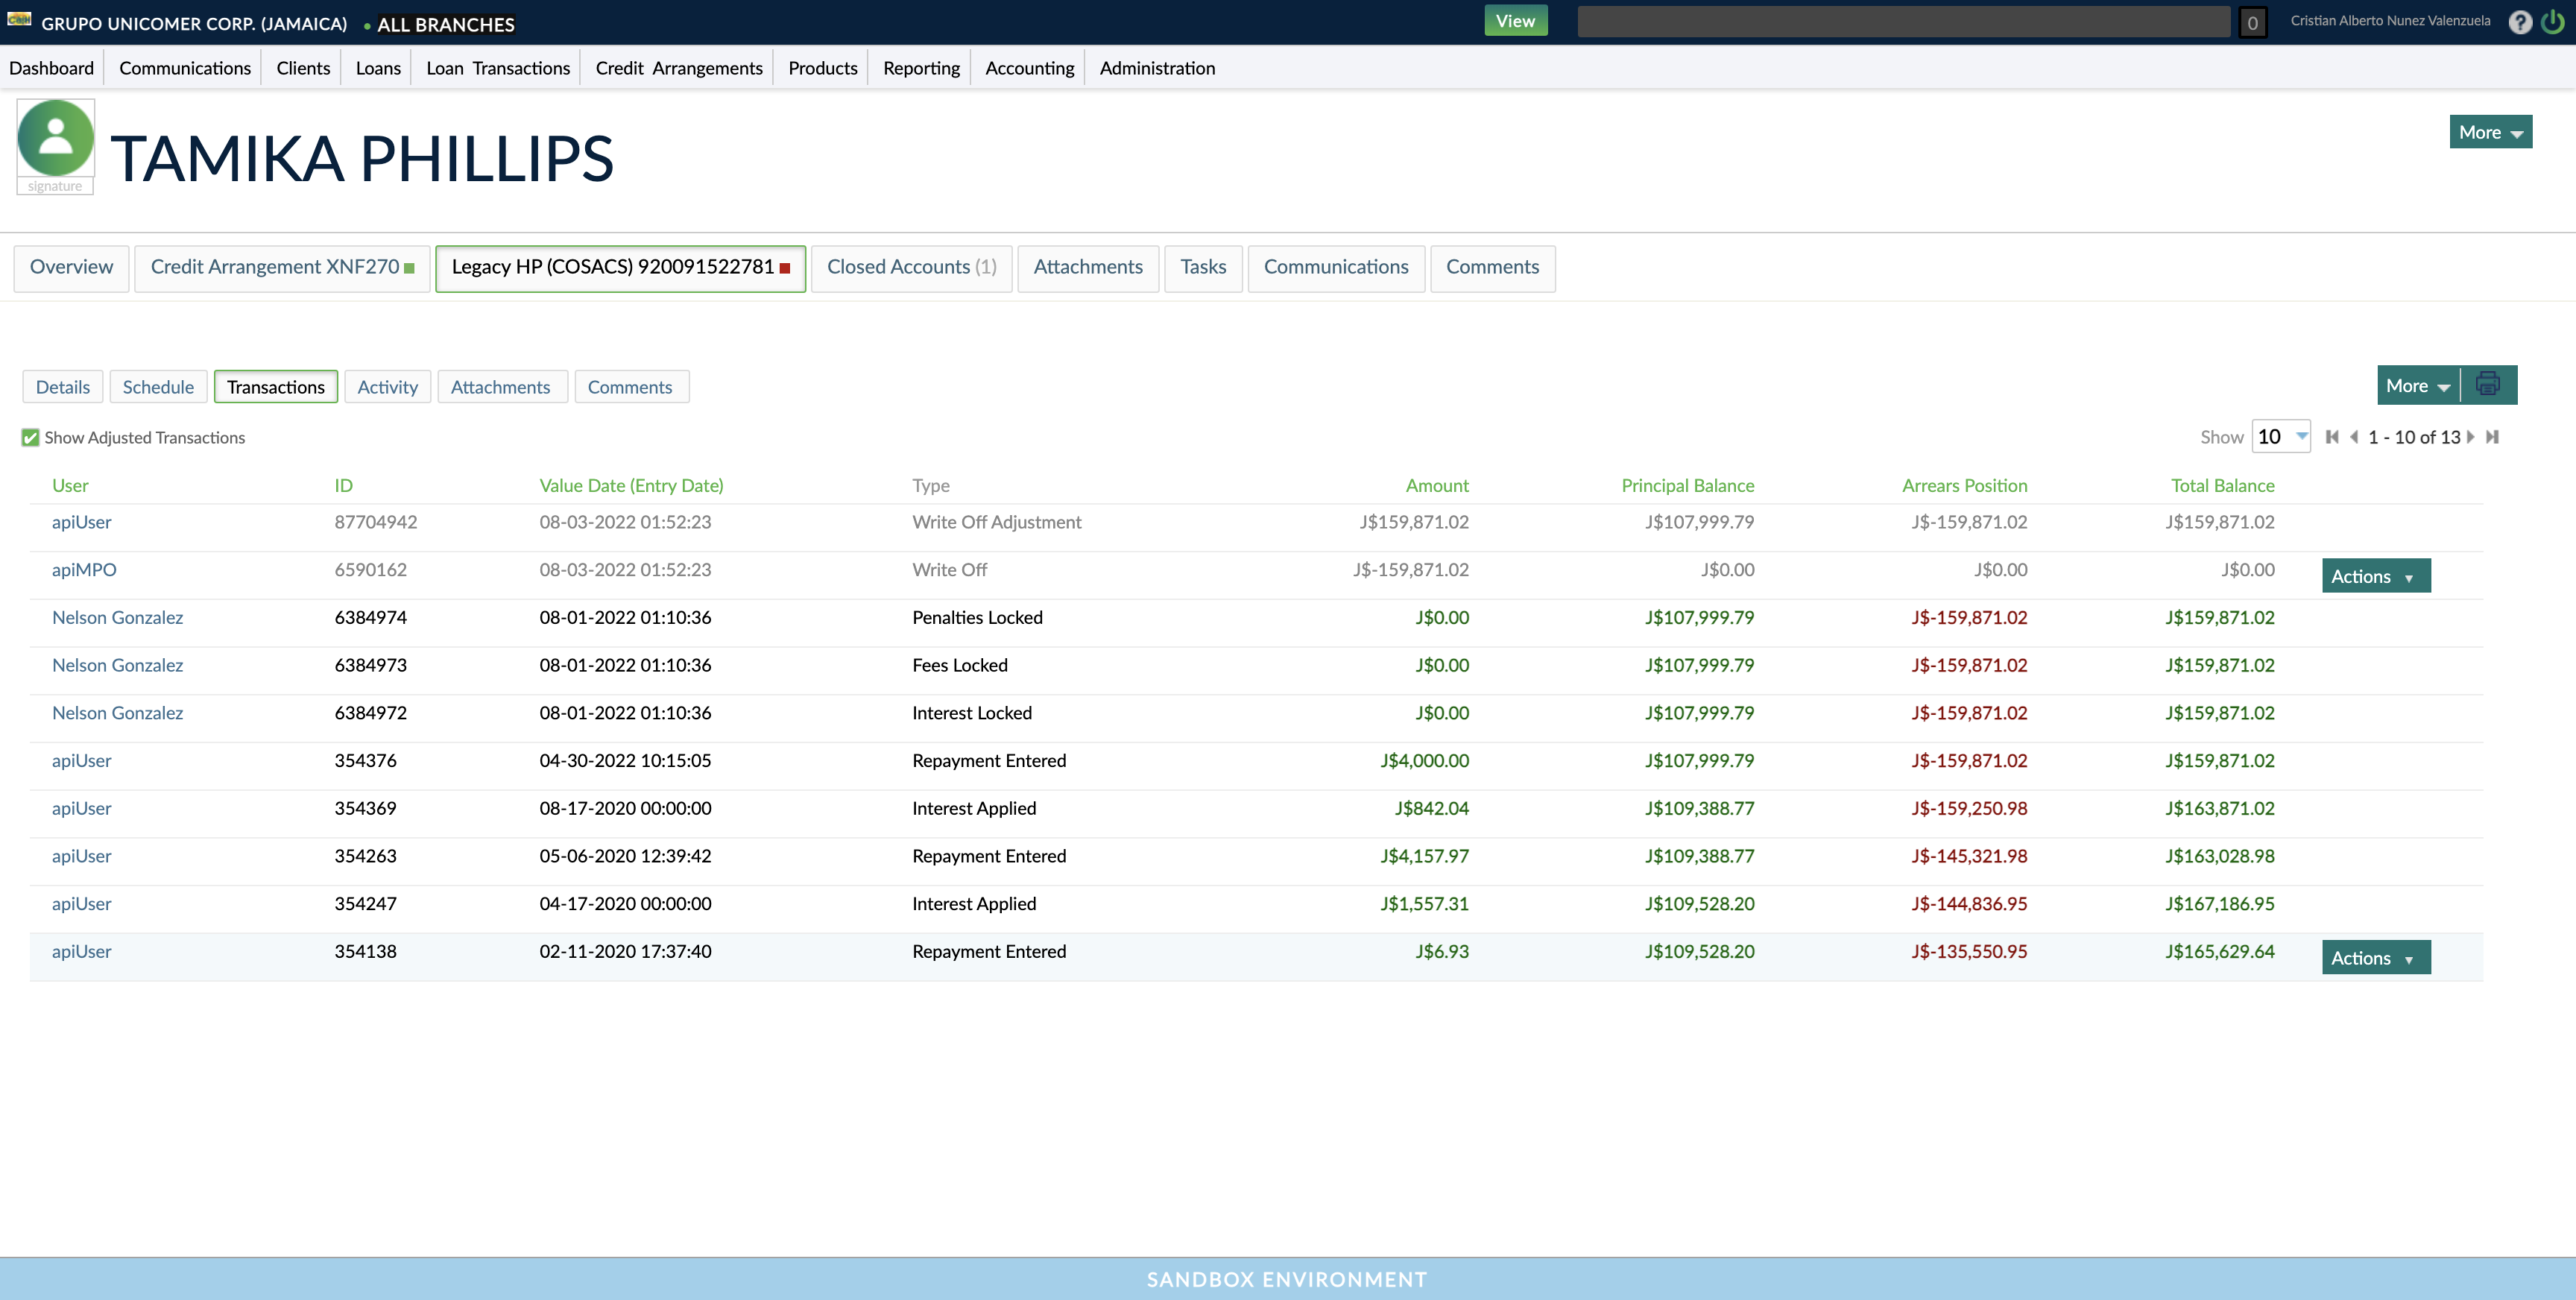 GRUPO UNICOMER CORP. (JAMAICA) • ALL BRANCHES View 0 Cristian Alberto Nunez Valenzuela ?
Dashboard Communications Clients Loans Loan Transactions Credit Arrangements Products Reporting Accounting Administration
signature
TAMIKA PHILLIPS
More
Overview Credit Arrangement XNF270 Legacy HP (COSACS) 920091522781 Closed Accounts (1) Attachments Tasks Communications Comments
Details Schedule Transactions Activity Attachments Comments More
Show Adjusted Transactions Show 10 1 - 10 of 13
User ID Value Date (Entry Date) Type Amount Principal Balance Arrears Position Total Balance
apiUser 87704942 08-03-2022 01:52:23 Write Off Adjustment J$159,871.02 J$107,999.79 J$-159,871.02 J$159,871.02
apiMPO 6590162 08-03-2022 01:52:23 Write Off J$-159,871.02 J$0.00 J$0.00 J$0.00 Actions
Nelson Gonzalez 6384974 08-01-2022 01:10:36 Penalties Locked J$0.00 J$107,999.79 J$-159,871.02 J$159,871.02
Nelson Gonzalez 6384973 08-01-2022 01:10:36 Fees Locked J$0.00 J$107,999.79 J$-159,871.02 J$159,871.02
Nelson Gonzalez 6384972 08-01-2022 01:10:36 Interest Locked J$0.00 J$107,999.79 J$-159,871.02 J$159,871.02
apiUser 354376 04-30-2022 10:15:05 Repayment Entered J$4,000.00 J$107,999.79 J$-159,871.02 J$159,871.02
apiUser 354369 08-17-2020 00:00:00 Interest Applied J$842.04 J$109,388.77 J$-159,250.98 J$163,871.02
apiUser 354263 05-06-2020 12:39:42 Repayment Entered J$4,157.97 J$109,388.77 J$-145,321.98 J$163,028.98
apiUser 354247 04-17-2020 00:00:00 Interest Applied J$1,557.31 J$109,528.20 J$-144,836.95 J$167,186.95
apiUser 354138 02-11-2020 17:37:40 Repayment Entered J$6.93 J$109,528.20 J$-135,550.95 J$165,629.64 Actions
SANDBOX ENVIRONMENT